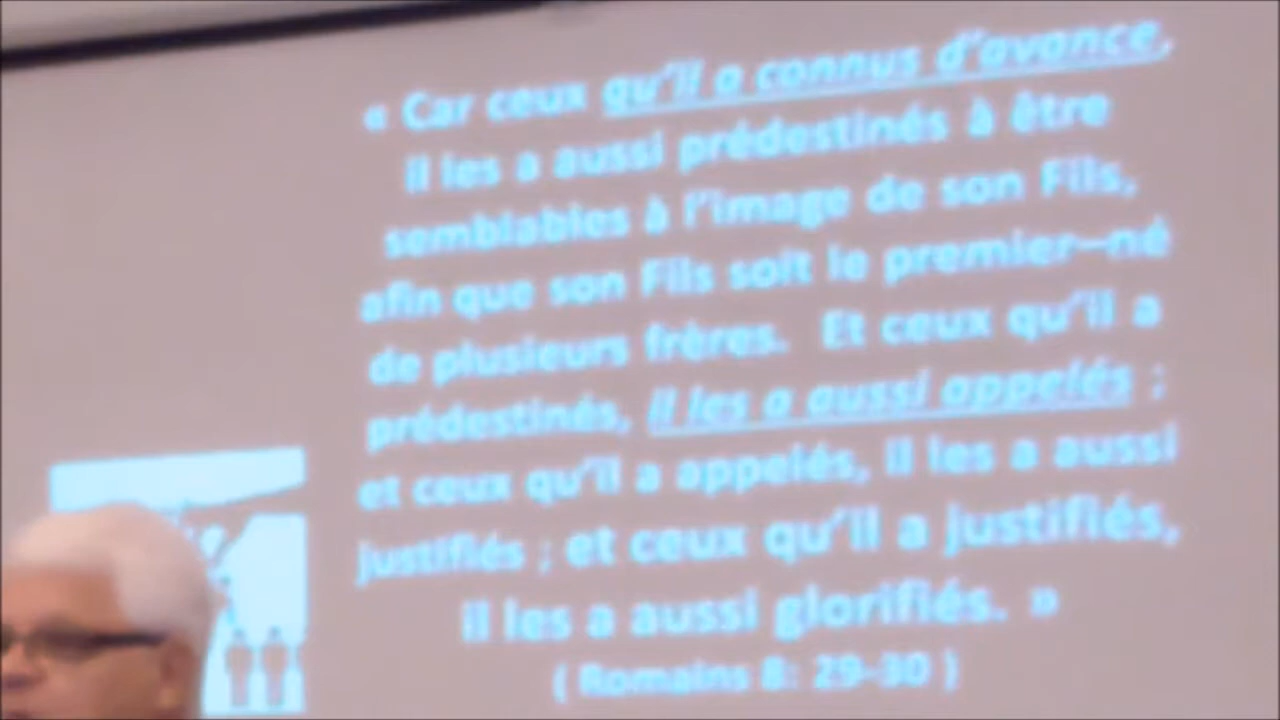 « Car ceux qu'il a connus d'avance,
il les a aussi prédestinés à être
semblables à l'image de son Fils,
afin que son Fils soit le premier–né
de plusieurs frères. Et ceux qu'il a
prédestinés, il les a aussi appelés ;
et ceux qu'il a appelés, il les a aussi
justifiés ; et ceux qu'il a justifiés,
il les a aussi glorifiés. »
( Romains 8: 29-30 )